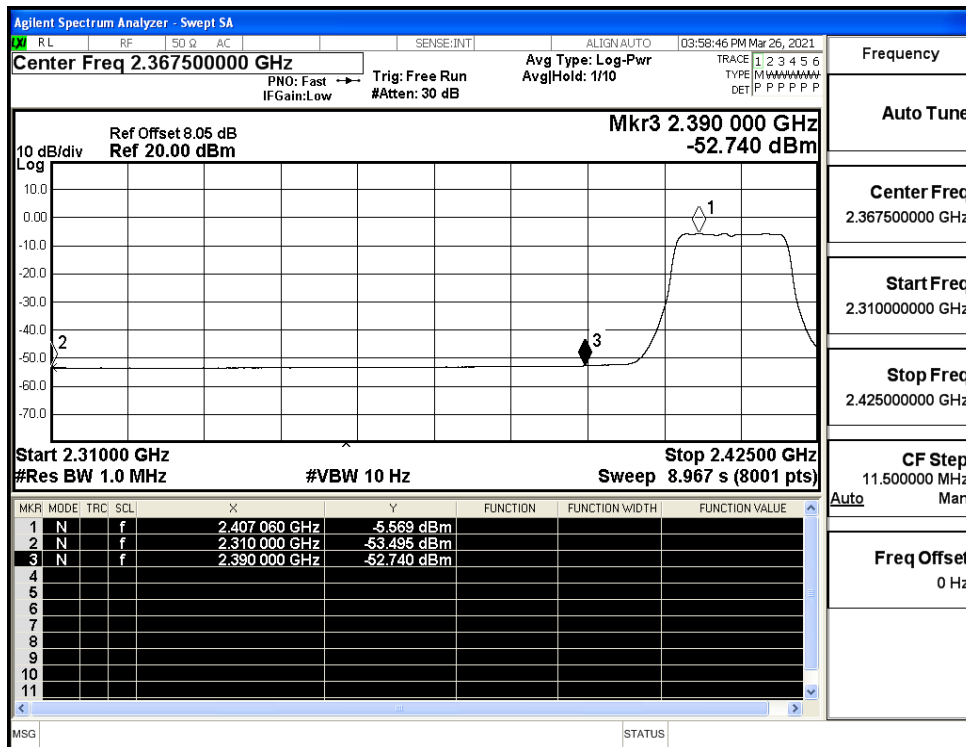 Agilent Spectrum Analyzer - Swept SA
LXI RL RF 50 Ω AC SENSE:INT ALIGN AUTO 03:58:46 PM Mar 26, 2021
Center Freq 2.367500000 GHz
PNO: Fast
IFGain:Low
Trig: Free Run
#Atten: 30 dB
Avg Type: Log-Pwr
Avg|Hold: 1/10
TRACE 1 2 3 4 5 6
TYPE M WWWWW
DET P P P P P P
Ref Offset 8.05 dB
Ref 20.00 dBm
10 dB/div
Log
Mkr3 2.390 000 GHz
-52.740 dBm
10.0
0.00
-10.0
-20.0
-30.0
-40.0
-50.0
-60.0
-70.0
1
2
3
Start 2.31000 GHz Stop 2.42500 GHz
#Res BW 1.0 MHz #VBW 10 Hz Sweep 8.967 s (8001 pts)
MKR MODE TRC SCL X Y FUNCTION FUNCTION WIDTH FUNCTION VALUE
1 N f 2.407 060 GHz -5.569 dBm
2 N f 2.310 000 GHz -53.495 dBm
3 N f 2.390 000 GHz -52.740 dBm
4
5
6
7
8
9
10
11
MSG STATUS
Frequency
Auto Tune
Center Freq
2.367500000 GHz
Start Freq
2.310000000 GHz
Stop Freq
2.425000000 GHz
CF Step
11.500000 MHz
Auto Man
Freq Offset
0 Hz